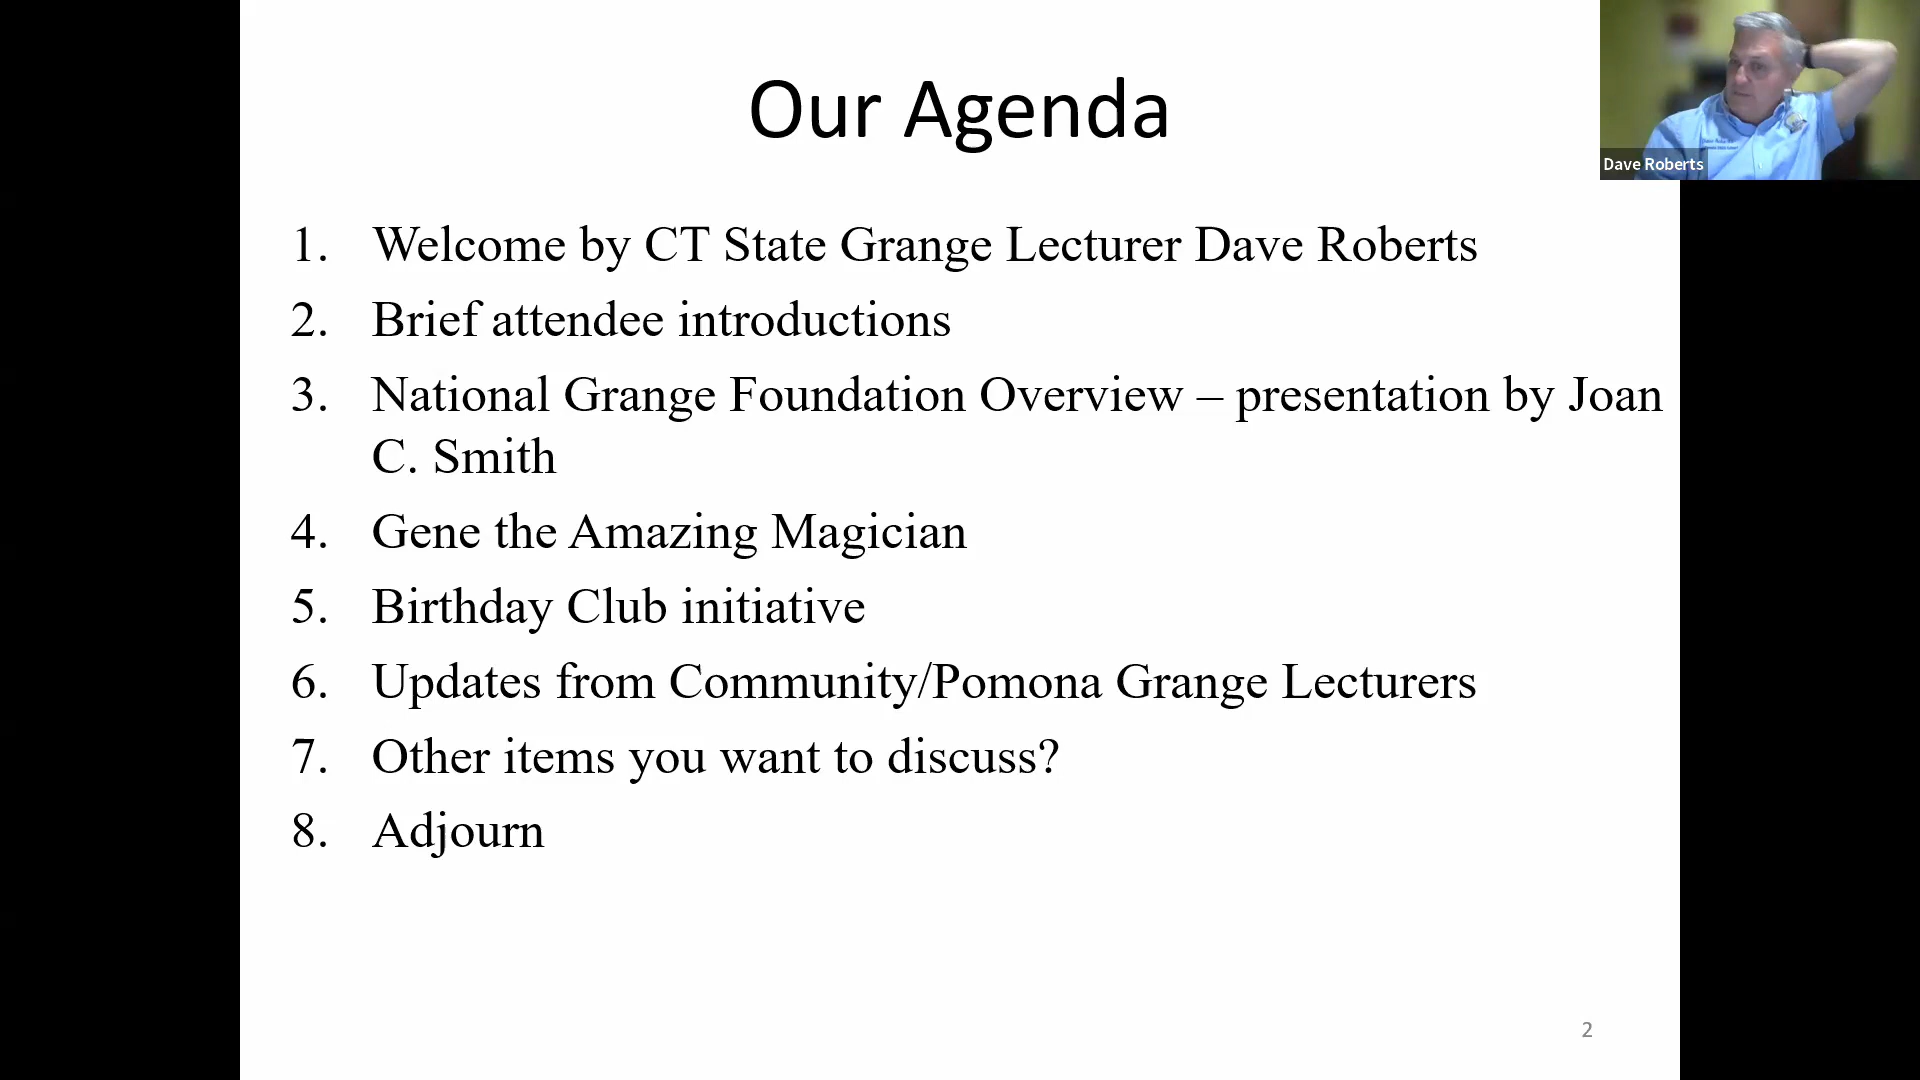 Our Agenda
Dave Roberts
1. Welcome by CT State Grange Lecturer Dave Roberts
2. Brief attendee introductions
3. National Grange Foundation Overview – presentation by Joan
C. Smith
4. Gene the Amazing Magician
5. Birthday Club initiative
6. Updates from Community/Pomona Grange Lecturers
7. Other items you want to discuss?
8. Adjourn
2